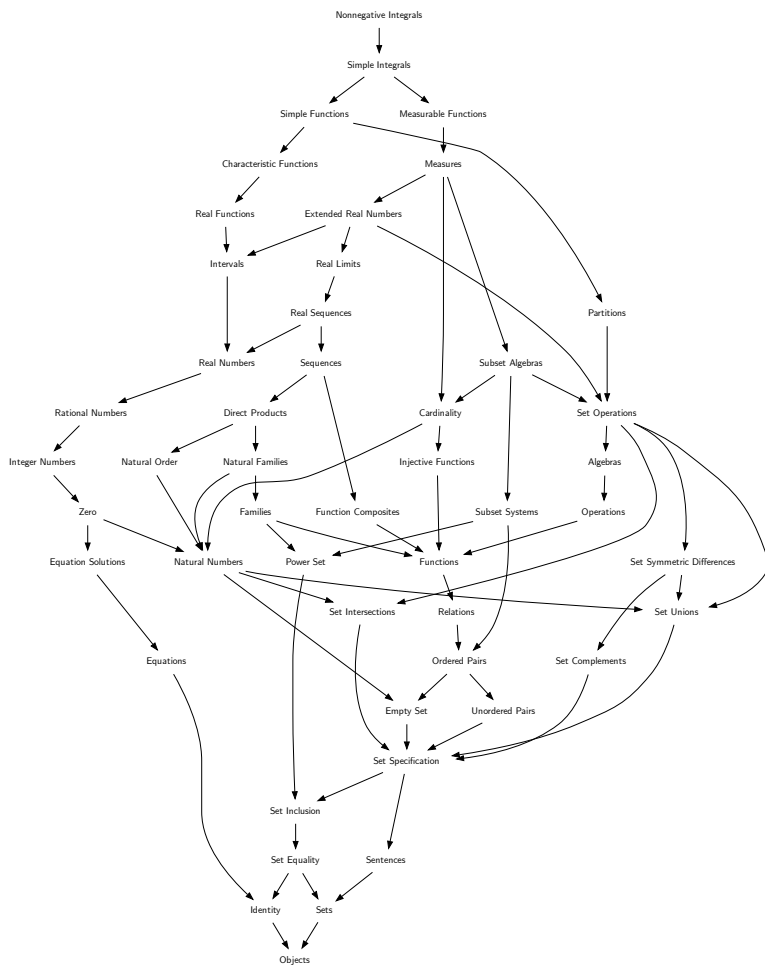 Nonnegative Integrals
Simple Integrals
Simple Functions
Measurable Functions
Characteristic Functions
Measures
Real Functions
Extended Real Numbers
Intervals
Real Limits
Real Sequences
Partitions
Real Numbers
Sequences
Subset Algebras
Rational Numbers
Direct Products
Cardinality
Set Operations
Integer Numbers
Natural Order
Natural Families
Injective Functions
Algebras
Zero
Families
Function Composites
Subset Systems
Operations
Equation Solutions
Natural Numbers
Power Set
Functions
Set Symmetric Differences
Set Intersections
Relations
Set Unions
Equations
Ordered Pairs
Set Complements
Empty Set
Unordered Pairs
Set Specification
Set Inclusion
Set Equality
Sentences
Identity
Sets
Objects